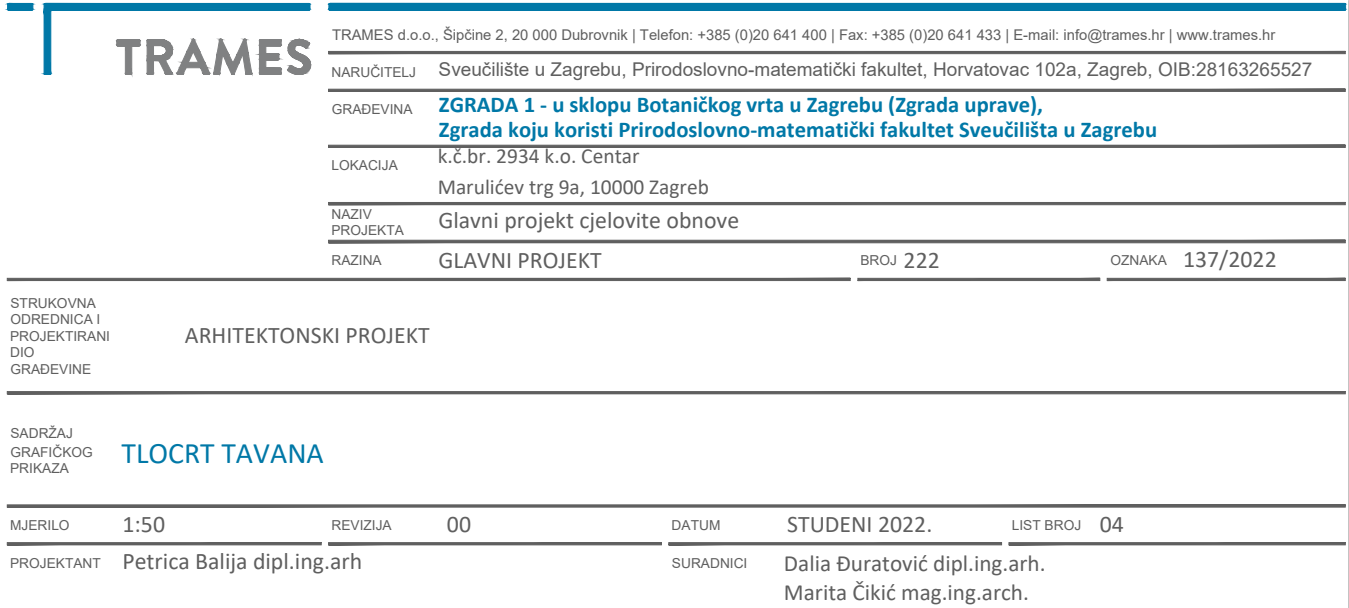 TRAMES
TRAMES d.o.o., Šipčine 2, 20 000 Dubrovnik | Telefon: +385 (0)20 641 400 | Fax: +385 (0)20 641 433 | E-mail: info@trames.hr | www.trames.hr
NARUČITELJ Sveučilište u Zagrebu, Prirodoslovno-matematički fakultet, Horvatovac 102a, Zagreb, OIB:28163265527
GRAĐEVINA ZGRADA 1 - u sklopu Botaničkog vrta u Zagrebu (Zgrada uprave),
Zgrada koju koristi Prirodoslovno-matematički fakultet Sveučilišta u Zagrebu
LOKACIJA k.č.br. 2934 k.o. Centar
Marulićev trg 9a, 10000 Zagreb
NAZIV
PROJEKTA Glavni projekt cjelovite obnove
RAZINA GLAVNI PROJEKT BROJ 222 OZNAKA 137/2022
STRUKOVNA
ODREDNICA I
PROJEKTIRANI
DIO
GRAĐEVINE
ARHITEKTONSKI PROJEKT
SADRŽAJ
GRAFIČKOG
PRIKAZA
TLOCRT TAVANA
MJERILO 1:50 REVIZIJA 00 DATUM STUDENI 2022. LIST BROJ 04
PROJEKTANT Petrica Balija dipl.ing.arh SURADNICI Dalia Đuratović dipl.ing.arh.
Marita Čikić mag.ing.arch.